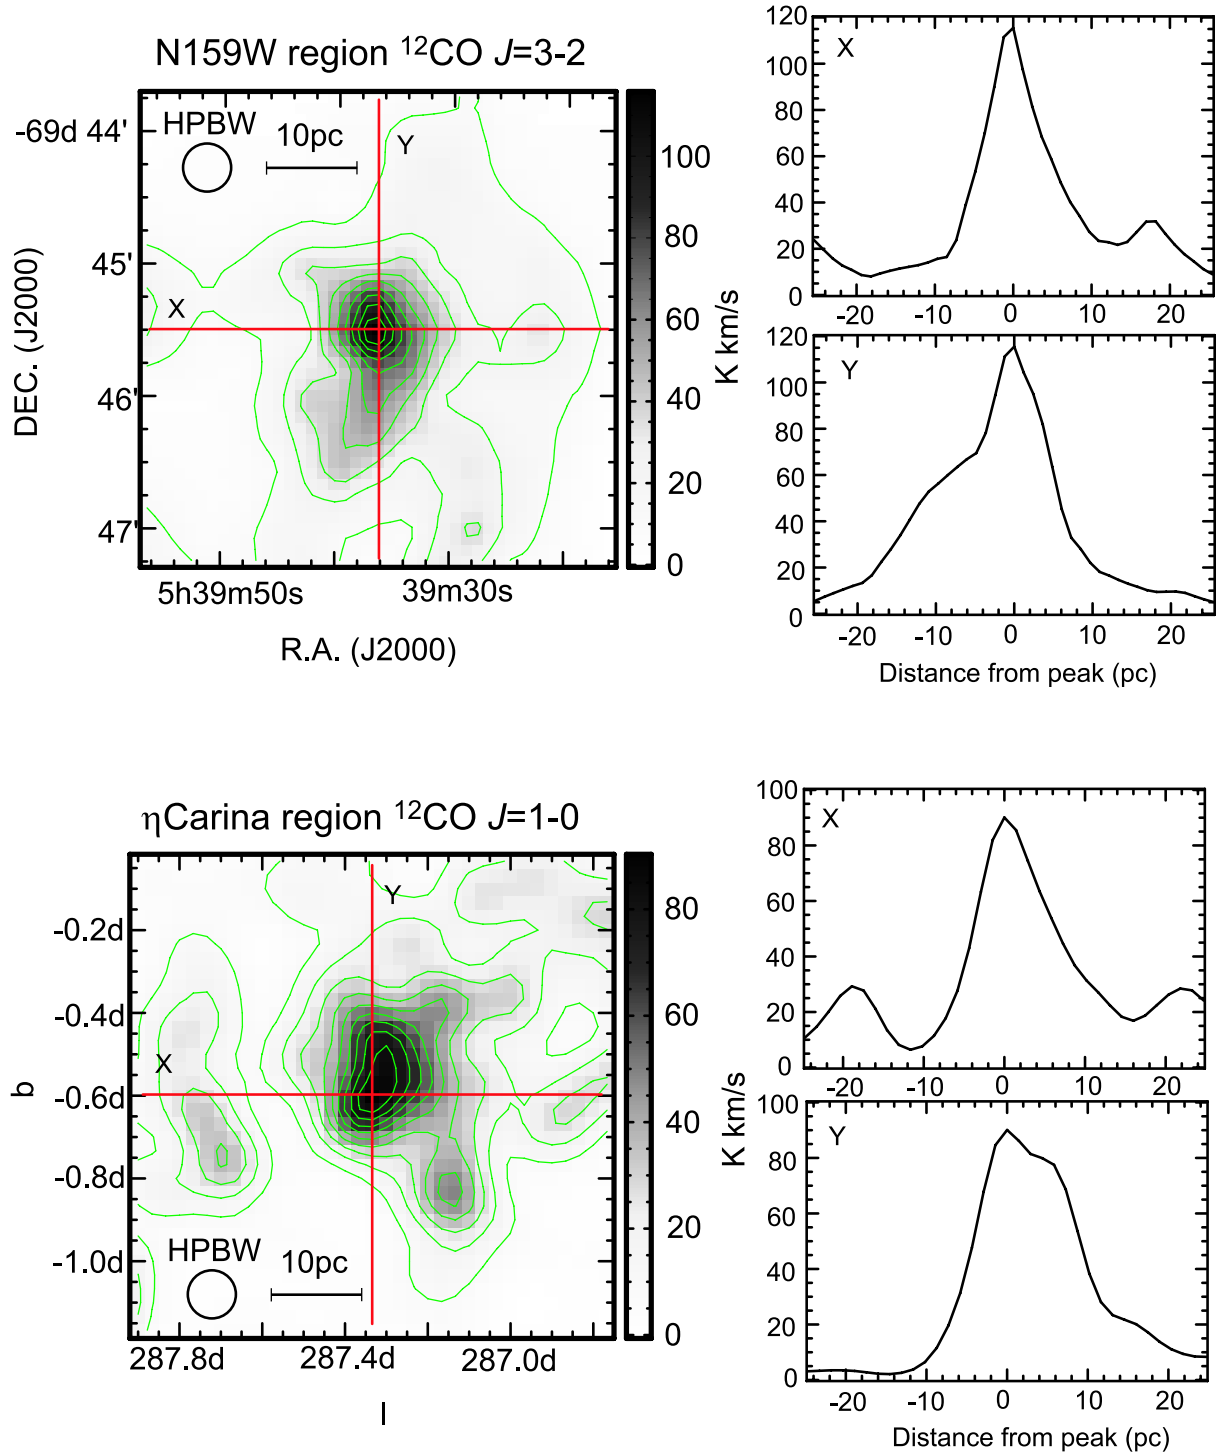 N159W region ¹²CO J=3-2
HPBW
10pc
Y
X
-69d 44'
45'
46'
47'
DEC. (J2000)
5h39m50s
39m30s
R.A. (J2000)
100
80
60
40
20
0
K km/s
X
120
100
80
60
40
20
0
-20
-10
0
10
20
Y
120
100
80
60
40
20
0
-20
-10
0
10
20
Distance from peak (pc)
ηCarina region ¹²CO J=1-0
Y
X
HPBW
10pc
-0.2d
-0.4d
-0.6d
-0.8d
-1.0d
b
287.8d
287.4d
287.0d
l
80
60
40
20
0
K km/s
X
100
80
60
40
20
0
-20
-10
0
10
20
Y
100
80
60
40
20
0
-20
-10
0
10
20
Distance from peak (pc)